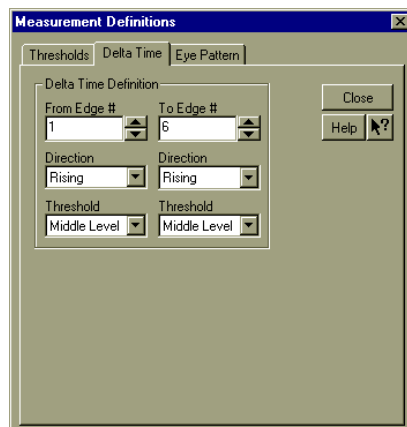 Measurement Definitions
Thresholds Delta Time Eye Pattern
Delta Time Definition
From Edge # To Edge #
1 6
Direction Direction
Rising Rising
Threshold Threshold
Middle Level Middle Level
Close
Help ?